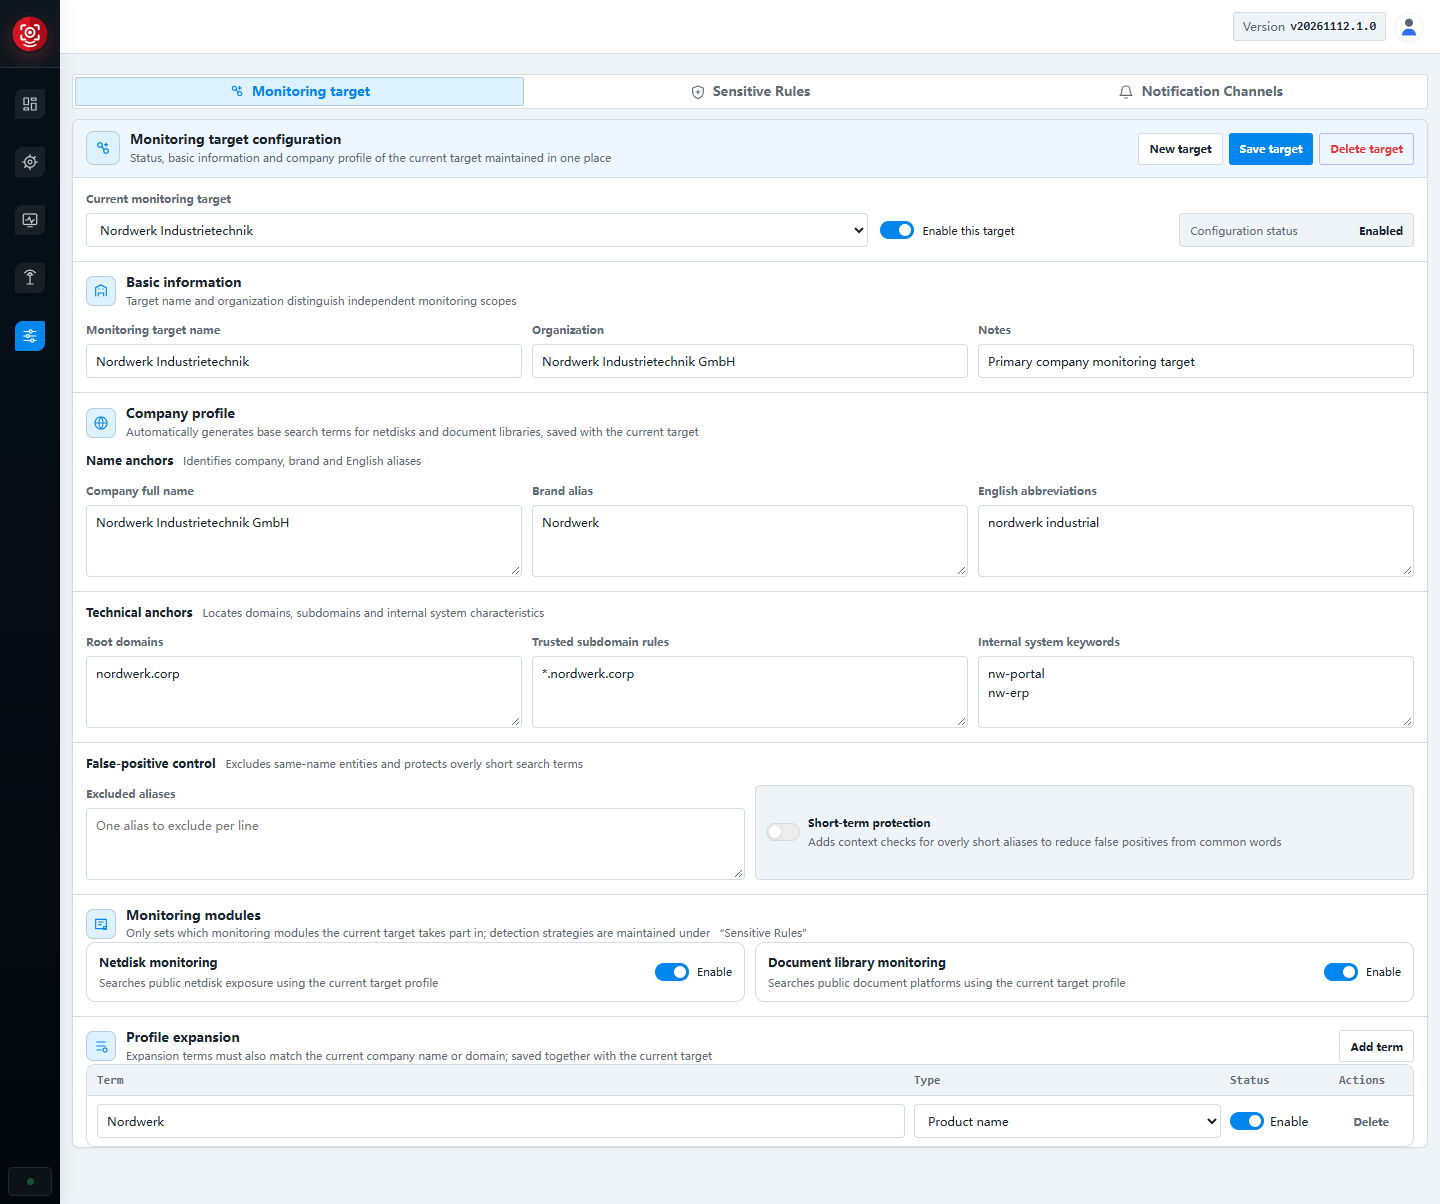 Version v20261112.1.0
Monitoring target
Sensitive Rules
Notification Channels
Monitoring target configuration
Status, basic information and company profile of the current target maintained in one place
New target
Save target
Delete target
Current monitoring target
Nordwerk Industrietechnik
Enable this target
Configuration status
Enabled
Basic information
Target name and organization distinguish independent monitoring scopes
Monitoring target name
Organization
Notes
Nordwerk Industrietechnik
Nordwerk Industrietechnik GmbH
Primary company monitoring target
Company profile
Automatically generates base search terms for netdisks and document libraries, saved with the current target
Name anchors Identifies company, brand and English aliases
Company full name
Brand alias
English abbreviations
Nordwerk Industrietechnik GmbH
Nordwerk
nordwerk industrial
Technical anchors Locates domains, subdomains and internal system characteristics
Root domains
Trusted subdomain rules
Internal system keywords
nordwerk.corp
*.nordwerk.corp
nw-portal
nw-erp
False-positive control Excludes same-name entities and protects overly short search terms
Excluded aliases
One alias to exclude per line
Short-term protection
Adds context checks for overly short aliases to reduce false positives from common words
Monitoring modules
Only sets which monitoring modules the current target takes part in; detection strategies are maintained under “Sensitive Rules”
Netdisk monitoring
Searches public netdisk exposure using the current target profile
Enable
Document library monitoring
Searches public document platforms using the current target profile
Enable
Profile expansion
Expansion terms must also match the current company name or domain; saved together with the current target
Add term
Term
Type
Status
Actions
Nordwerk
Product name
Enable
Delete